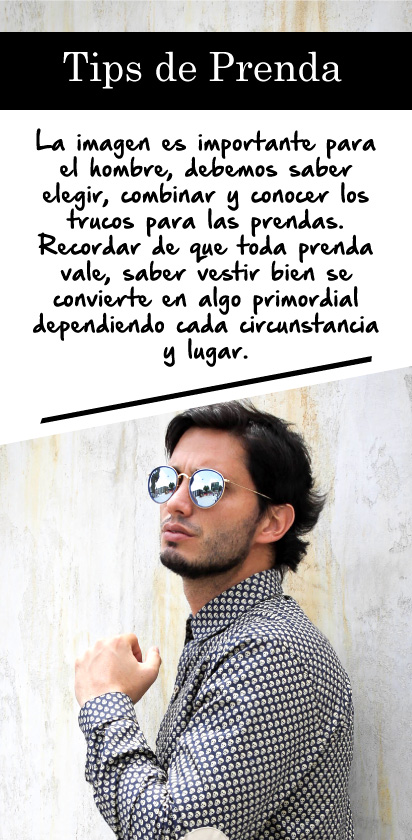 Tips de Prenda
La imagen es importante para
el hombre, debemos saber
elegir, combinar y conocer los
trucos para las prendas.
Recordar de que toda prenda
vale, saber vestir bien se
convierte en algo primordial
dependiendo cada circunstancia
y lugar.